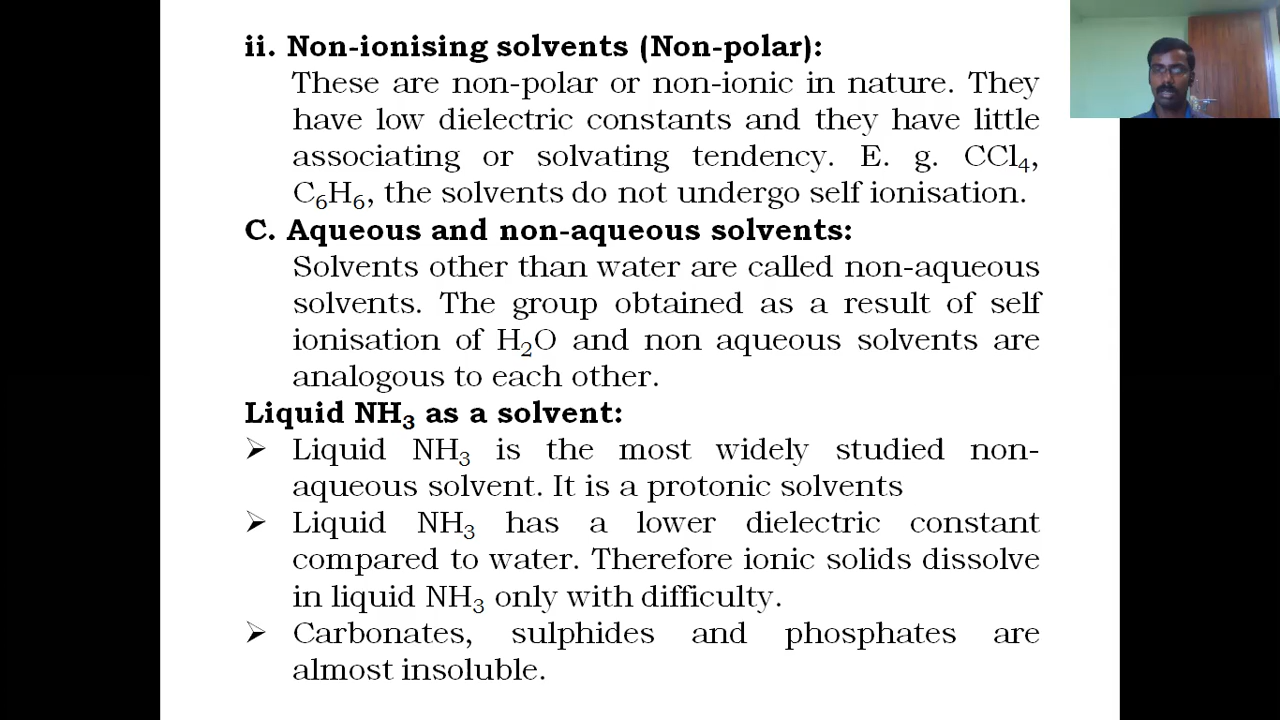 ii. Non-ionising solvents (Non-polar):
These are non-polar or non-ionic in nature. They
have low dielectric constants and they have little
associating or solvating tendency. E. g. CCl₄,
C₆H₆, the solvents do not undergo self ionisation.
C. Aqueous and non-aqueous solvents:
Solvents other than water are called non-aqueous
solvents. The group obtained as a result of self
ionisation of H₂O and non aqueous solvents are
analogous to each other.
Liquid NH₃ as a solvent:
➢ Liquid NH₃ is the most widely studied non-
aqueous solvent. It is a protonic solvents
➢ Liquid NH₃ has a lower dielectric constant
compared to water. Therefore ionic solids dissolve
in liquid NH₃ only with difficulty.
➢ Carbonates, sulphides and phosphates are
almost insoluble.